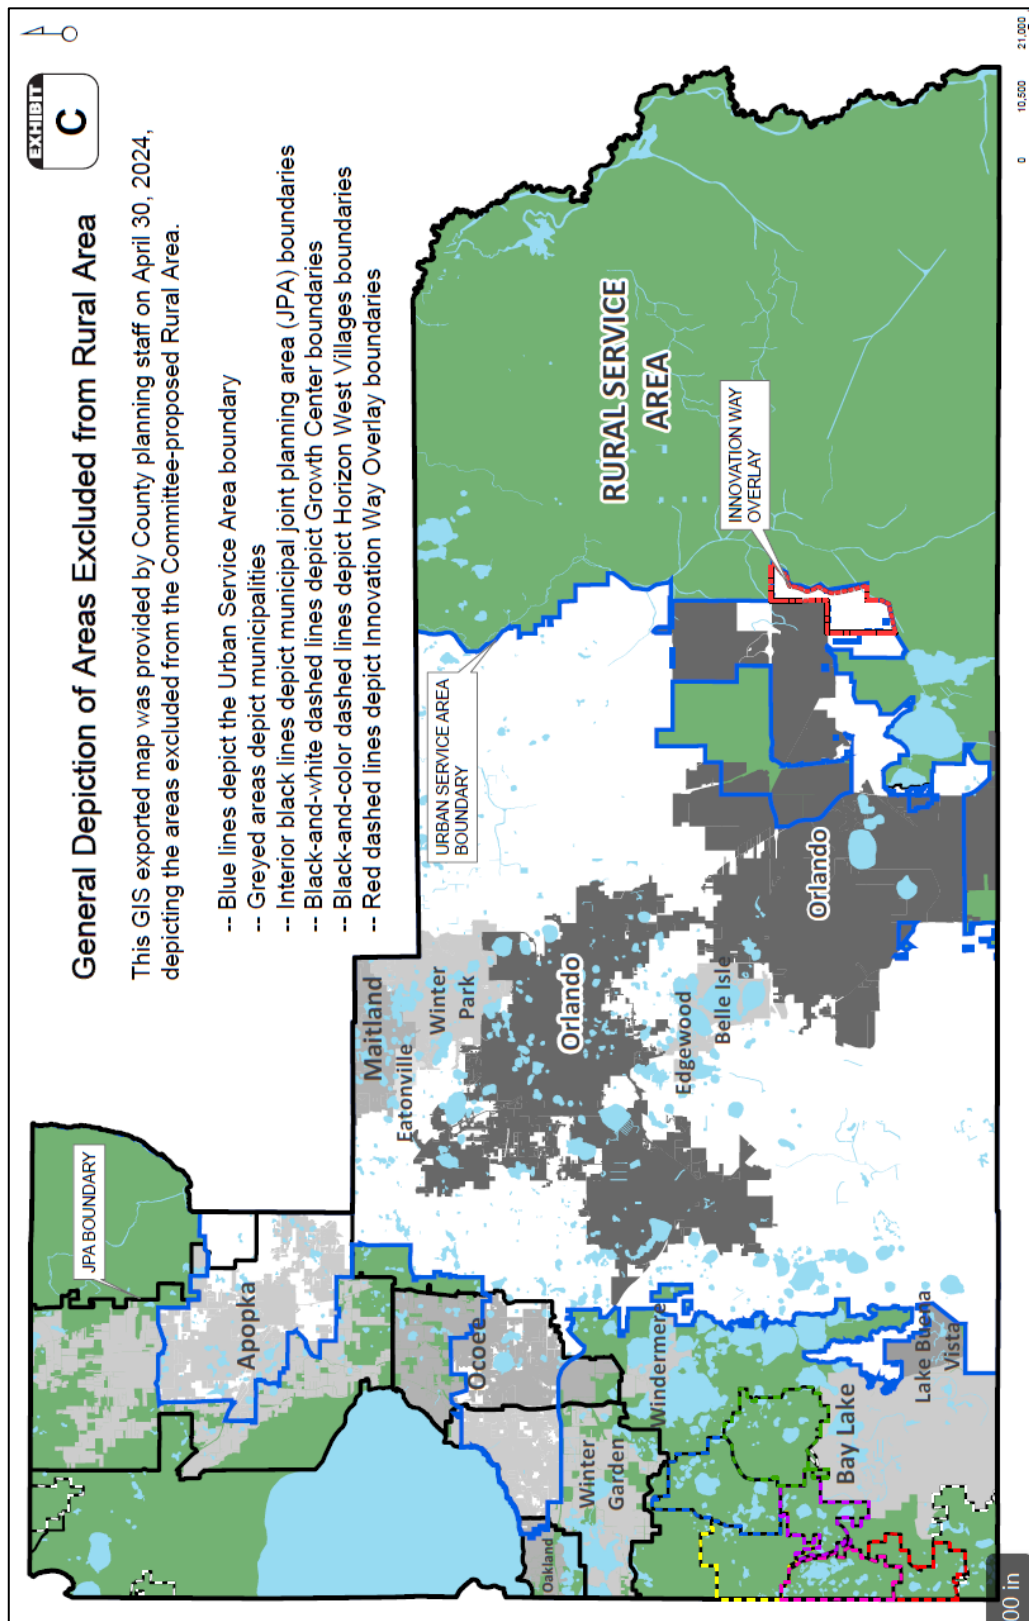 EXHIBIT
C
General Depiction of Areas Excluded from Rural Area
This GIS exported map was provided by County planning staff on April 30, 2024,
depicting the areas excluded from the Committee-proposed Rural Area.
-- Blue lines depict the Urban Service Area boundary
-- Greyed areas depict municipalities
-- Interior black lines depict municipal joint planning area (JPA) boundaries
-- Black-and-white dashed lines depict Growth Center boundaries
-- Black-and-color dashed lines depict Horizon West Villages boundaries
-- Red dashed lines depict Innovation Way Overlay boundaries
JPA BOUNDARY
Apopka
Maitland
Eatonville
Winter
Park
URBAN SERVICE AREA
BOUNDARY
Ocoee
Orlando
RURAL SERVICE
AREA
Oakland
Winter
Garden
Windermere
Edgewood
Belle Isle
INNOVATION WAY
OVERLAY
Orlando
Bay Lake
Lake Buena
Vista
0
10,500
21,000
00 in